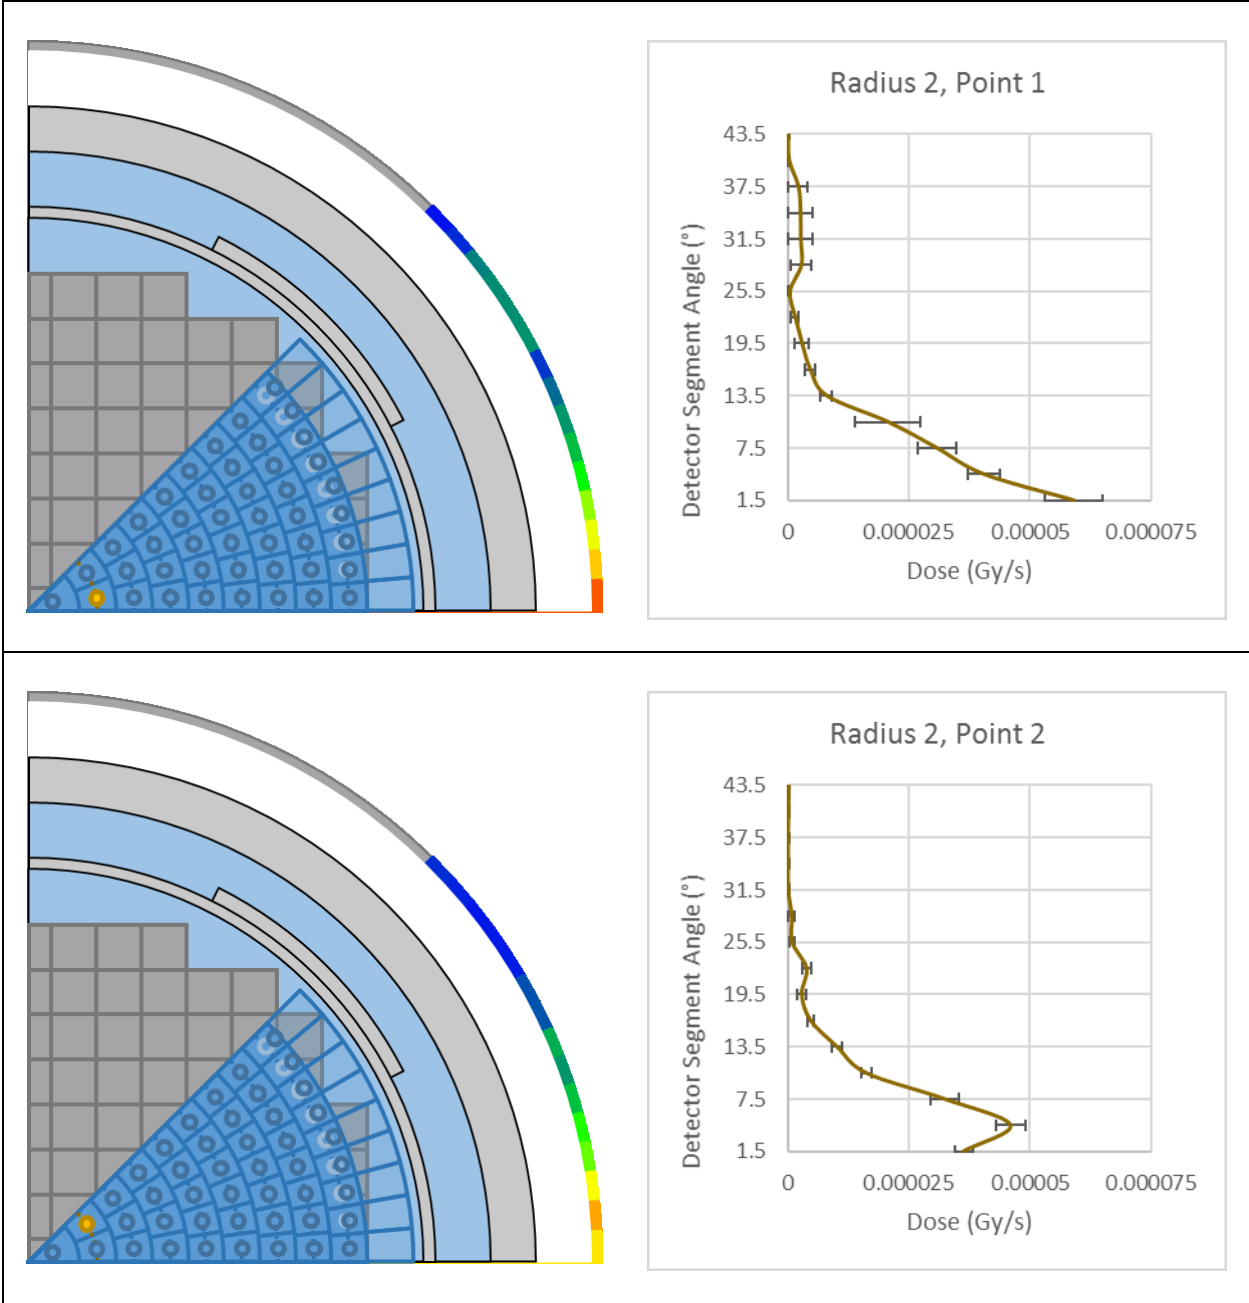 Radius 2, Point 1
43.5
37.5
31.5
25.5
19.5
13.5
7.5
1.5
Detector Segment Angle (°)
0 0.000025 0.00005 0.000075
Dose (Gy/s)
Radius 2, Point 2
43.5
37.5
31.5
25.5
19.5
13.5
7.5
1.5
Detector Segment Angle (°)
0 0.000025 0.00005 0.000075
Dose (Gy/s)